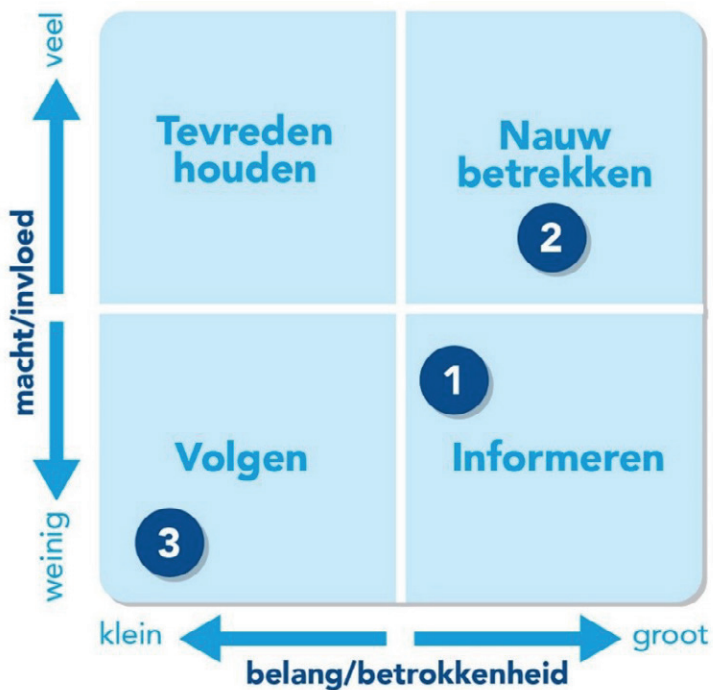 veel
macht/invloed
weinig
Tevreden
houden
Nauw
betrekken
2
1
Volgen
Informeren
3
klein
groot
belang/betrokkenheid